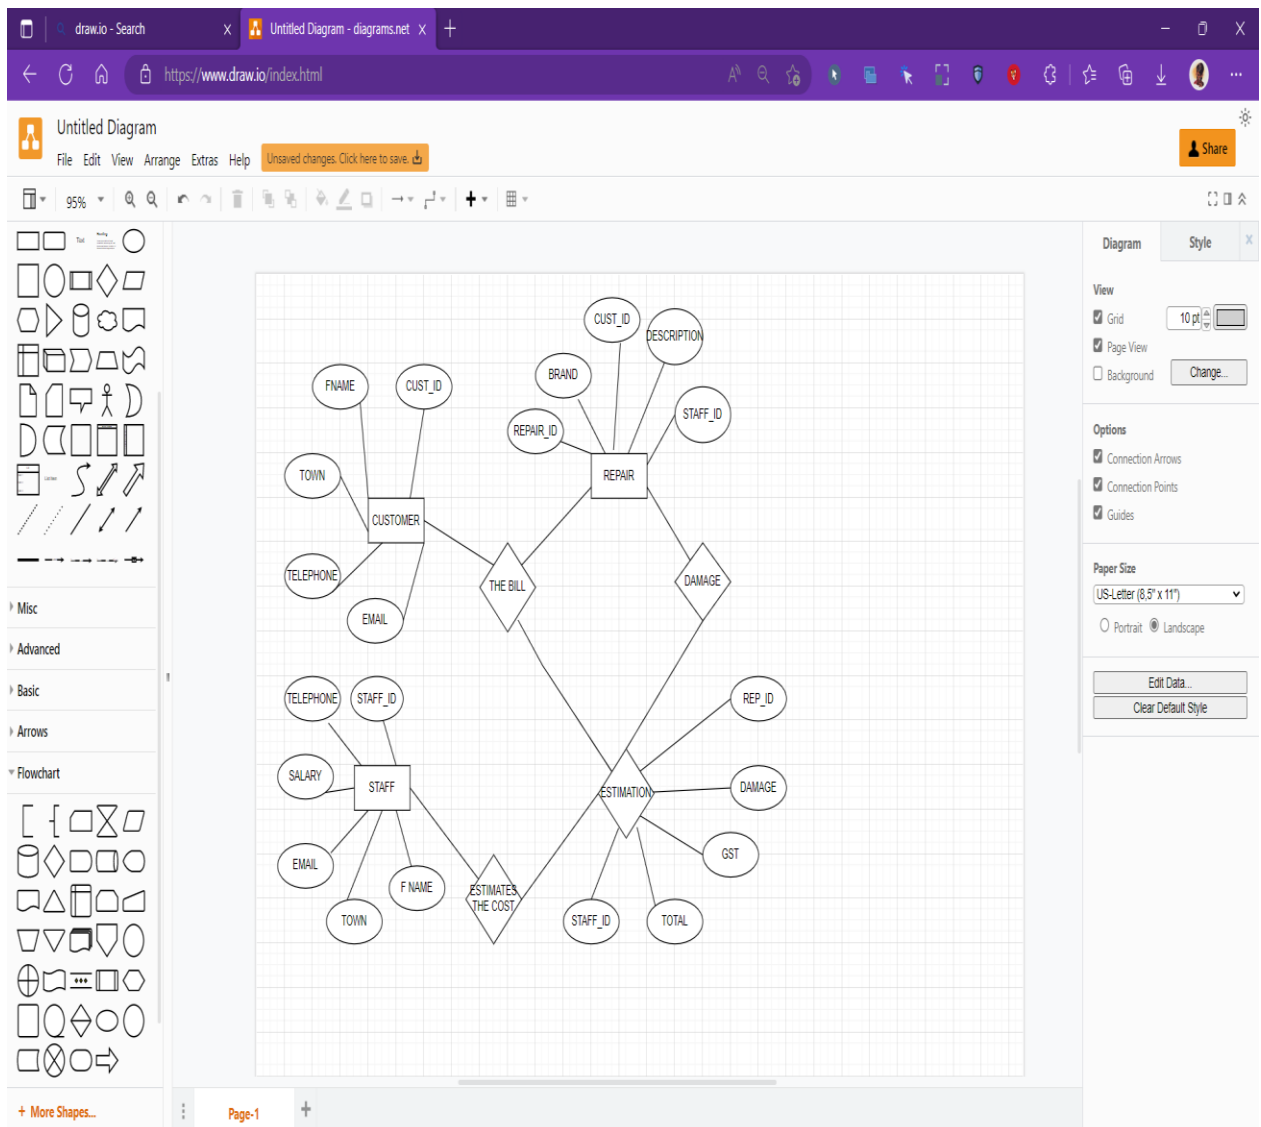 draw.io - Search
Untitled Diagram - diagrams.net
https://www.draw.io/index.html
Untitled Diagram
File Edit View Arrange Extras Help
Unsaved changes. Click here to save.
Share
95%
Text
Heading
Diagram
Style
View
Grid
10 pt
Page View
Background
Change...
Options
Connection Arrows
Connection Points
Guides
Paper Size
US-Letter (8,5" x 11")
Portrait
Landscape
Edit Data...
Clear Default Style
Misc
Advanced
Basic
Arrows
Flowchart
+ More Shapes...
Page-1
CUST_ID
DESCRIPTION
BRAND
STAFF_ID
REPAIR_ID
REPAIR
FNAME
CUST_ID
TOWN
CUSTOMER
TELEPHONE
EMAIL
THE BILL
DAMAGE
TELEPHONE
STAFF_ID
SALARY
STAFF
EMAIL
F NAME
TOWN
ESTIMATES
THE COST
REP_ID
ESTIMATION
DAMAGE
GST
STAFF_ID
TOTAL